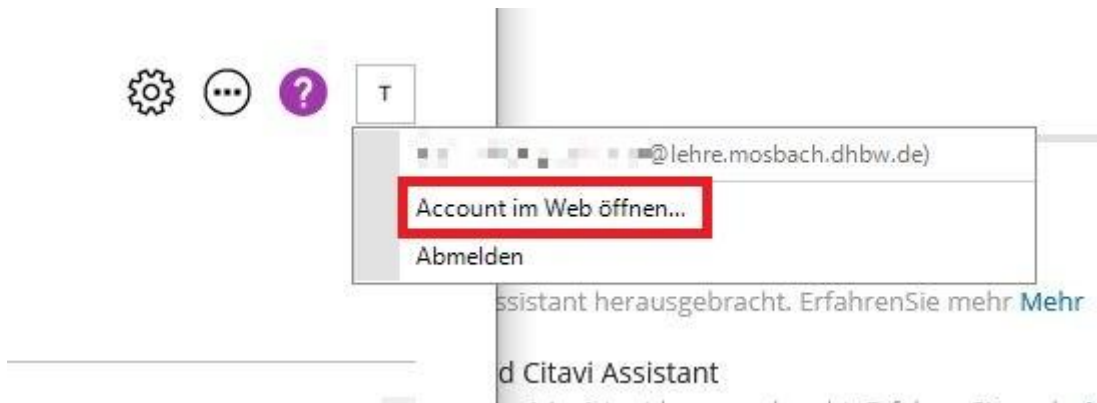 ?
T
@lehre.mosbach.dhbw.de)
Account im Web öffnen...
Abmelden
ssistant herausgebracht. ErfahrenSie mehr Mehr
d Citavi Assistant